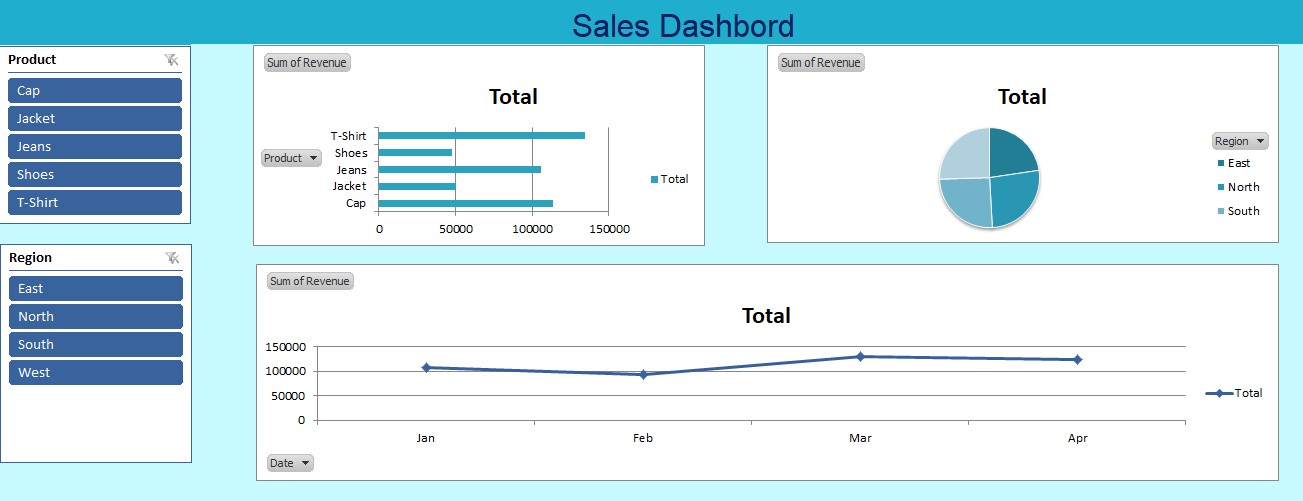 Sales Dashbord
Product
Cap
Jacket
Jeans
Shoes
T-Shirt
Region
East
North
South
West
Sum of Revenue
Total
Product
T-Shirt
Shoes
Jeans
Jacket
Cap
0 50000 100000 150000
Total
Sum of Revenue
Total
Region
East
North
South
Sum of Revenue
Total
150000
100000
50000
0
Jan Feb Mar Apr
Total
Date